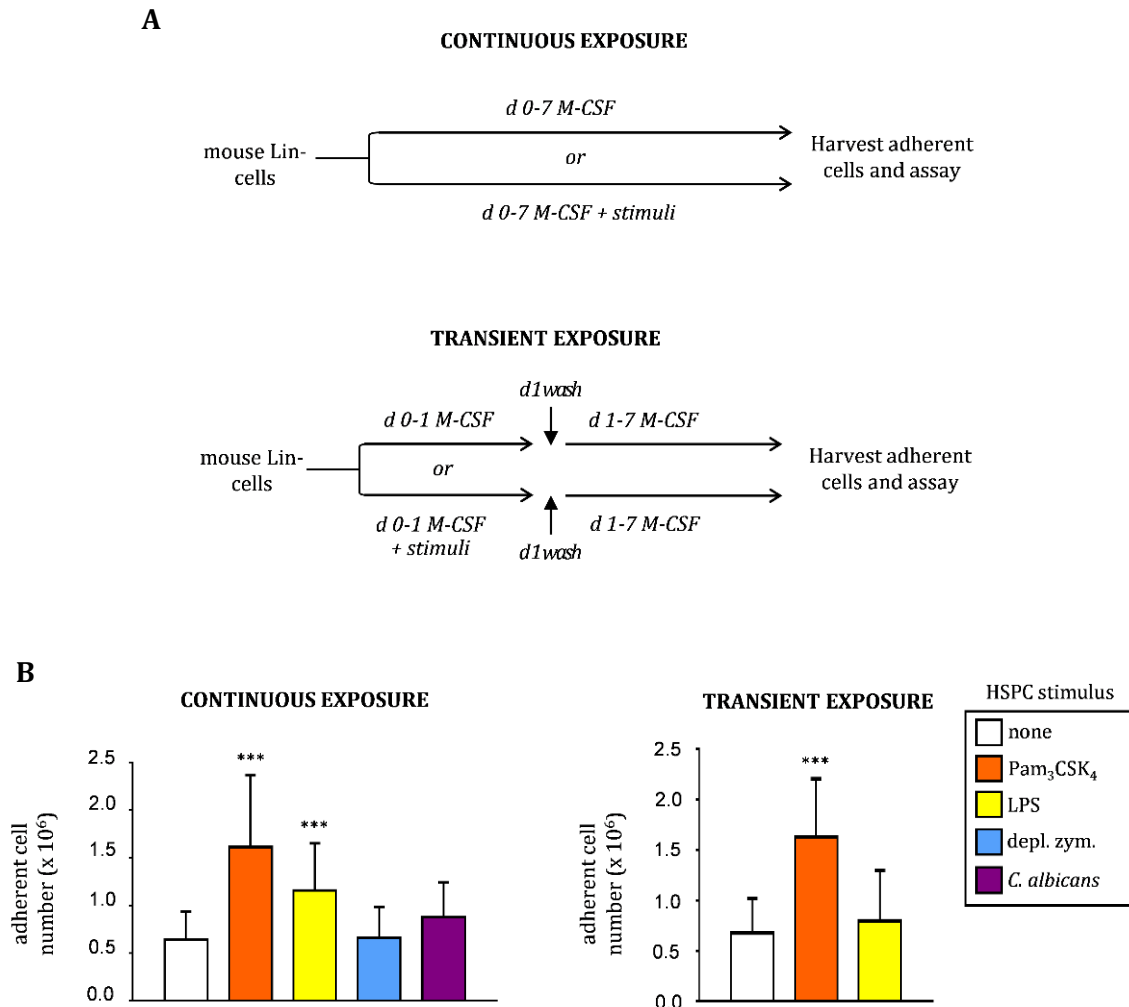 A
CONTINUOUS EXPOSURE
d 0-7 M-CSF
mouse Lin-
cells
or
Harvest adherent
cells and assay
d 0-7 M-CSF + stimuli
TRANSIENT EXPOSURE
d1wash
d 0-1 M-CSF
d 1-7 M-CSF
mouse Lin-
cells
or
Harvest adherent
cells and assay
d 0-1 M-CSF
+ stimuli
d 1-7 M-CSF
d1wash
B
CONTINUOUS EXPOSURE
adherent cell
number (x 10⁶)
2.5
2.0
1.5
1.0
0.5
0.0
***
***
TRANSIENT EXPOSURE
adherent cell
number (x 10⁶)
2.5
2.0
1.5
1.0
0.5
0.0
***
HSPC stimulus
none
Pam₃CSK₄
LPS
depl. zym.
C. albicans